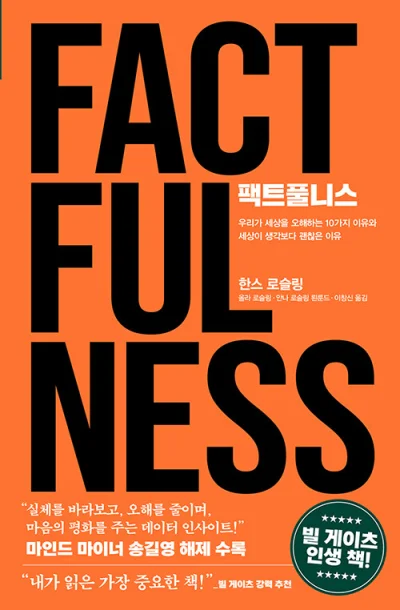 FACT
FUL
NESS
팩트풀니스
우리가 세상을 오해하는 10가지 이유와
세상이 생각보다 괜찮은 이유
한스 로슬링
올라 로슬링·안나 로슬링 뢴룬드·이창신 옮김
“실체를 바라보고, 오해를 줄이며,
마음의 평화를 주는 데이터 인사이트!”
마인드 마이너 송길영 해제 수록
“내가 읽은 가장 중요한 책!”_빌 게이츠 강력 추천
빌 게이츠
인생 책!